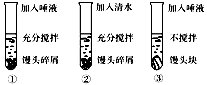 加入唾液
充分搅拌
馒头碎屑
①
加入清水
充分搅拌
馒头碎屑
②
加入唾液
不搅拌
馒头块
③